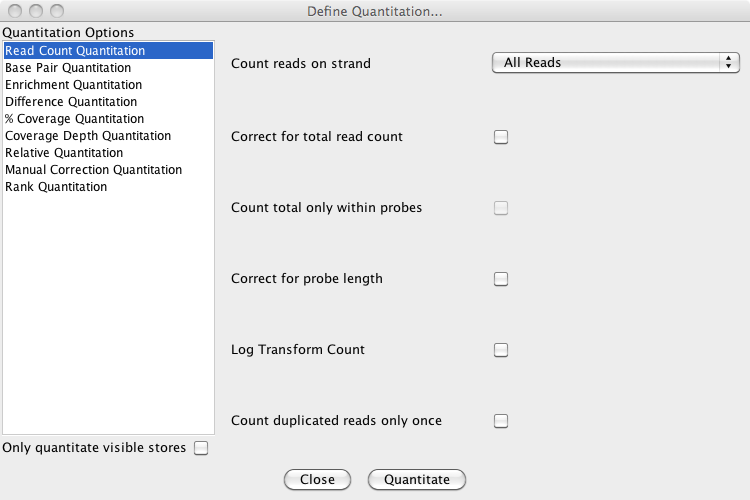 Define Quantitation...
Quantitation Options
Read Count Quantitation
Base Pair Quantitation
Enrichment Quantitation
Difference Quantitation
% Coverage Quantitation
Coverage Depth Quantitation
Relative Quantitation
Manual Correction Quantitation
Rank Quantitation
Only quantitate visible stores
Count reads on strand All Reads
Correct for total read count
Count total only within probes
Correct for probe length
Log Transform Count
Count duplicated reads only once
Close Quantitate